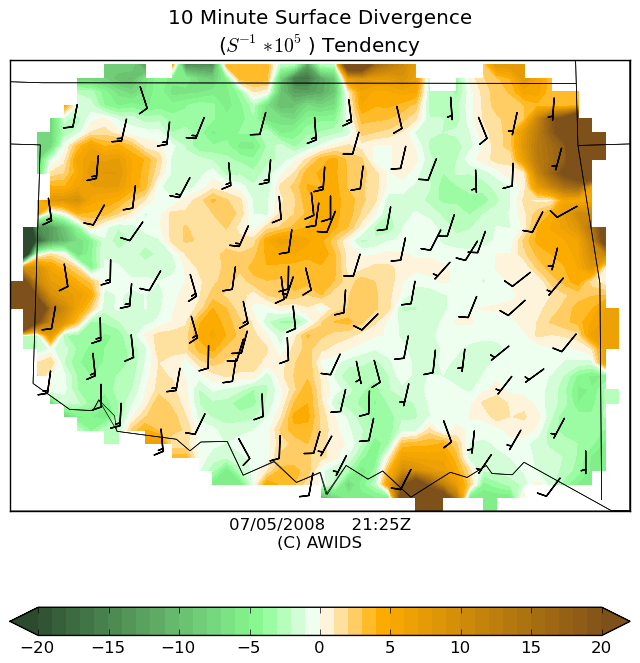 10 Minute Surface Divergence
(S⁻¹ ∗ 10⁵ ) Tendency
07/05/2008 21:25Z
(C) AWIDS
−20 −15 −10 −5 0 5 10 15 20